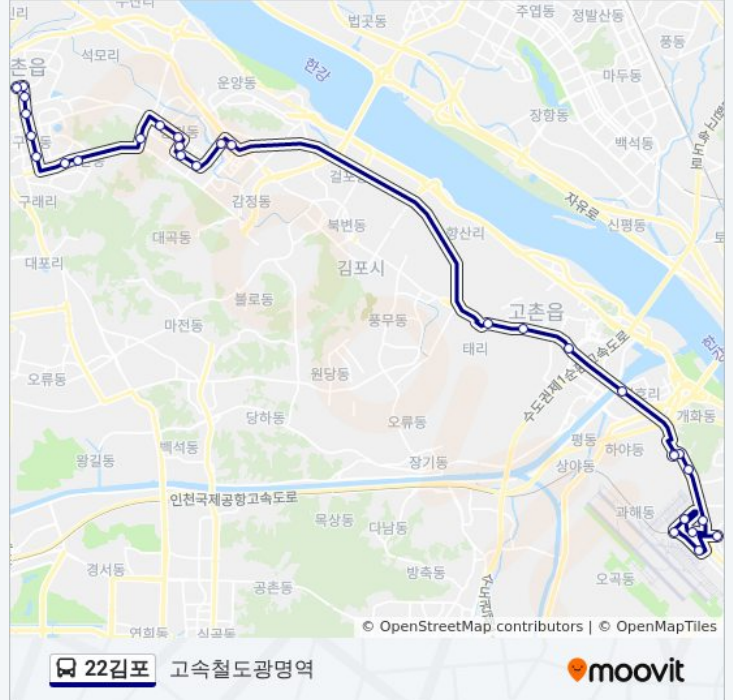 법곳동
주엽동
정발산동
풍동
석모리
촌읍
한강
운양동
마두동
장항동
백석동
구래리
감정동
걸포동
자유로
신평동
대곡동
북변동
향산리
대포리
김포시
불로동
고촌읍
마전동
풍무동
태리
수도권제1순환고속도로
오류동
원당동
당하동
오류동
개화동
백석동
평동
하야동
왕길동
장기동
상야동
인천국제공항고속도로
과해동
목상동
다남동
경서동
방축동
오곡동
공촌동
연희동
심곡동
© OpenStreetMap contributors | © OpenMapTiles
22김포 고속철도광명역
moovit